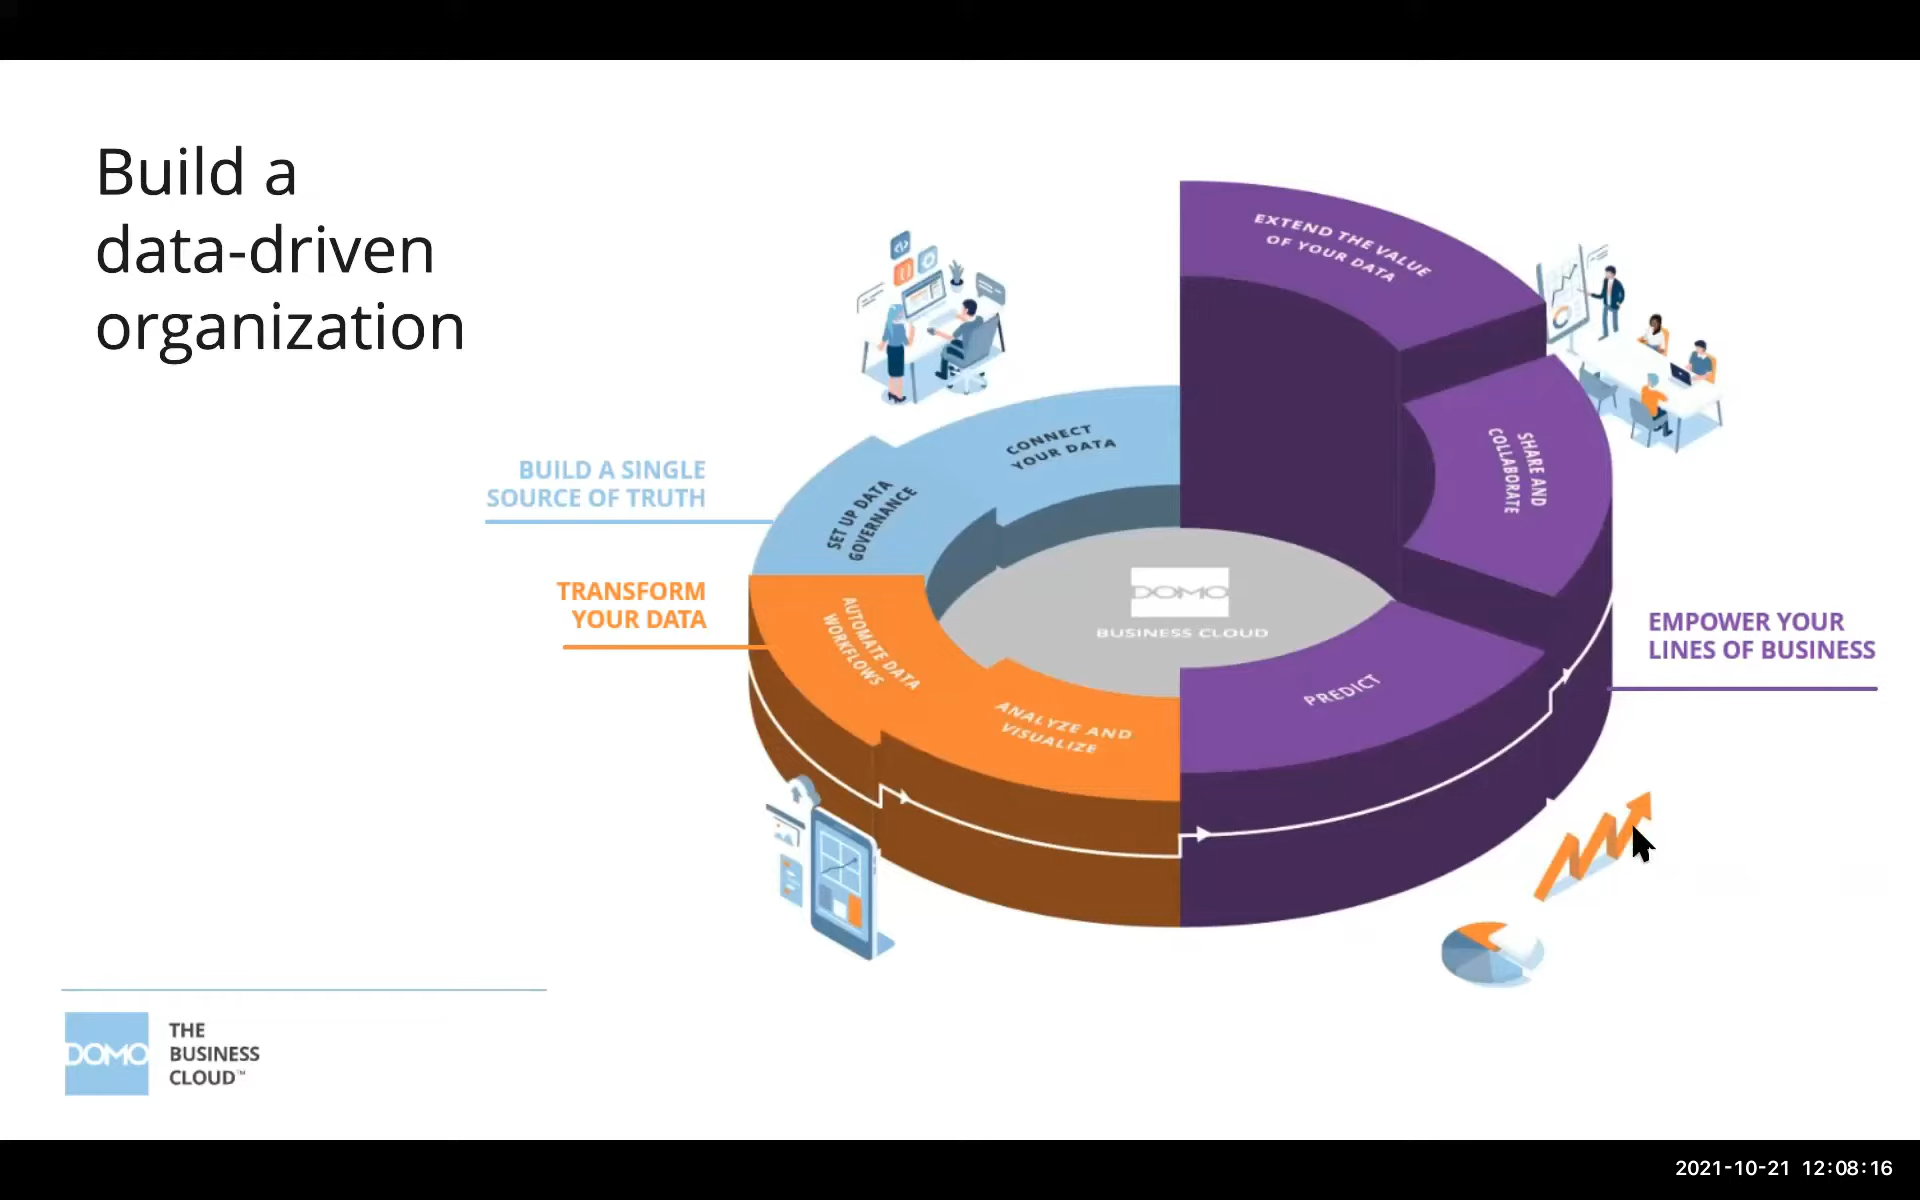 Build a
data-driven
organization
EXTEND THE VALUE
OF YOUR DATA
SHARE AND
COLLABORATE
CONNECT
YOUR DATA
BUILD A SINGLE
SOURCE OF TRUTH
SET UP DATA
GOVERNANCE
TRANSFORM
YOUR DATA
AUTOMATE DATA
WORKFLOWS
DOMO
BUSINESS CLOUD
EMPOWER YOUR
LINES OF BUSINESS
PREDICT
ANALYZE AND
VISUALIZE
DOMO
THE
BUSINESS
CLOUD™
2021-10-21 12:08:16